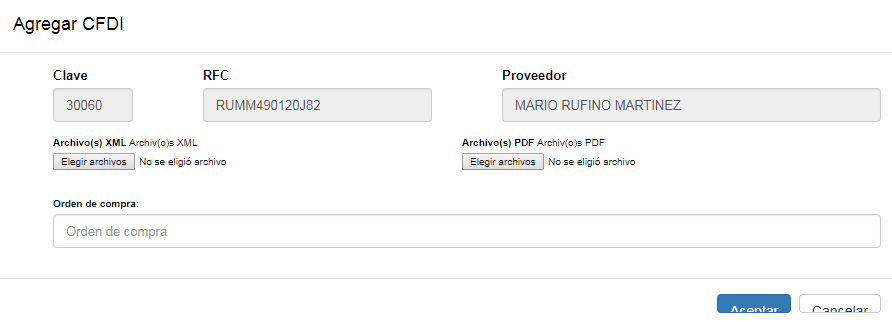 Agregar CFDI
Clave RFC Proveedor
30060 RUMM490120J82 MARIO RUFINO MARTINEZ
Archivo(s) XML Archiv(o)s XML Archivo(s) PDF Archiv(o)s PDF
Elegir archivos No se eligió archivo Elegir archivos No se eligió archivo
Orden de compra:
Orden de compra
Aceptar Cancelar